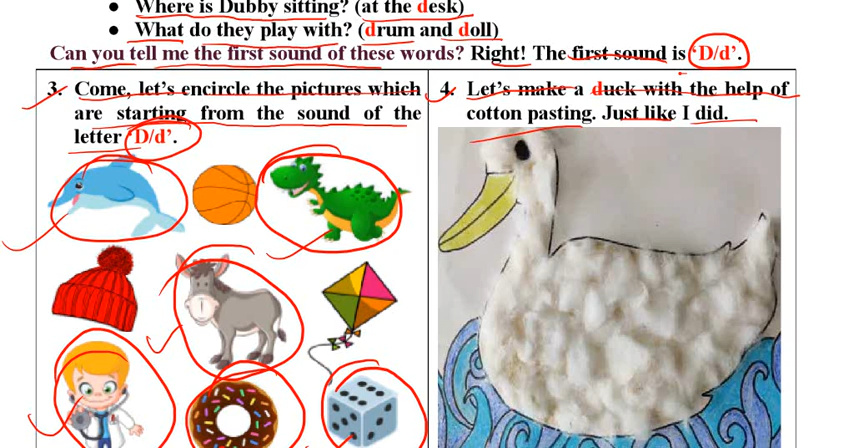 • Where is Dubby sitting? (at the desk)
• What do they play with? (drum and doll)
Can you tell me the first sound of these words? Right! The first sound is ‘D/d’.
3. Come, let’s encircle the pictures which
are starting from the sound of the
letter ‘D/d’.
4. Let’s make a duck with the help of
cotton pasting. Just like I did.